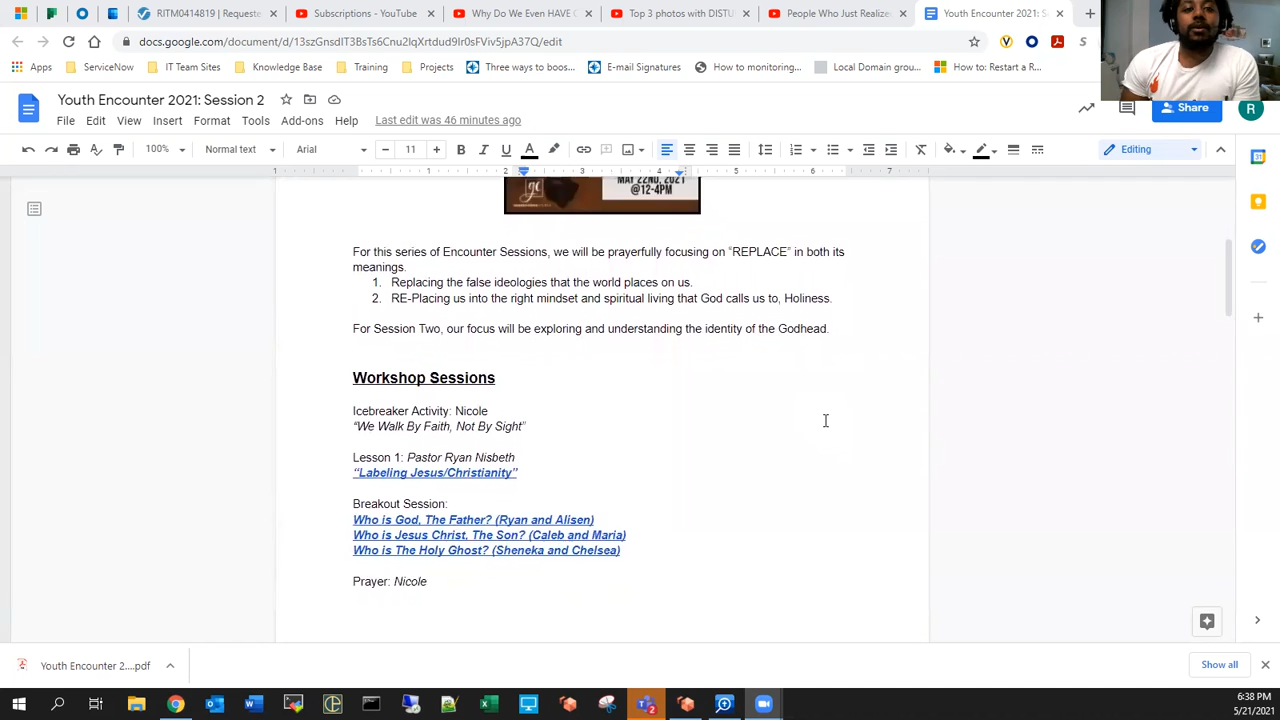 RITM0414819 | Requeste
Subscriptions - YouTube
Why Do We Even HAVE
Top 3 photos with DISTU
People Who Just Realize
Youth Encounter 2021: S
docs.google.com/document/d/13szGnsdIT3BsTs6Cnu2lqXrtdud9Ir0sFViv5jpA37Q/edit
Apps
ServiceNow
IT Team Sites
Knowledge Base
Training
Projects
Three ways to boos...
E-mail Signatures
How to monitoring...
Local Domain grou...
How to: Restart a R...
Youth Encounter 2021: Session 2
Share
R
File Edit View Insert Format Tools Add-ons Help Last edit was 46 minutes ago
100% Normal text Arial 11 Editing
1 2 3 4 5 6 7
MAY 22ND, 2021
@12-4PM
For this series of Encounter Sessions, we will be prayerfully focusing on “REPLACE” in both its
meanings.
1. Replacing the false ideologies that the world places on us.
2. RE-Placing us into the right mindset and spiritual living that God calls us to, Holiness.
For Session Two, our focus will be exploring and understanding the identity of the Godhead.
Workshop Sessions
Icebreaker Activity: Nicole
“We Walk By Faith, Not By Sight”
Lesson 1: Pastor Ryan Nisbeth
“Labeling Jesus/Christianity”
Breakout Session:
Who is God, The Father? (Ryan and Alisen)
Who is Jesus Christ, The Son? (Caleb and Maria)
Who is The Holy Ghost? (Sheneka and Chelsea)
Prayer: Nicole
Youth Encounter 2....pdf
Show all
6:38 PM
5/21/2021